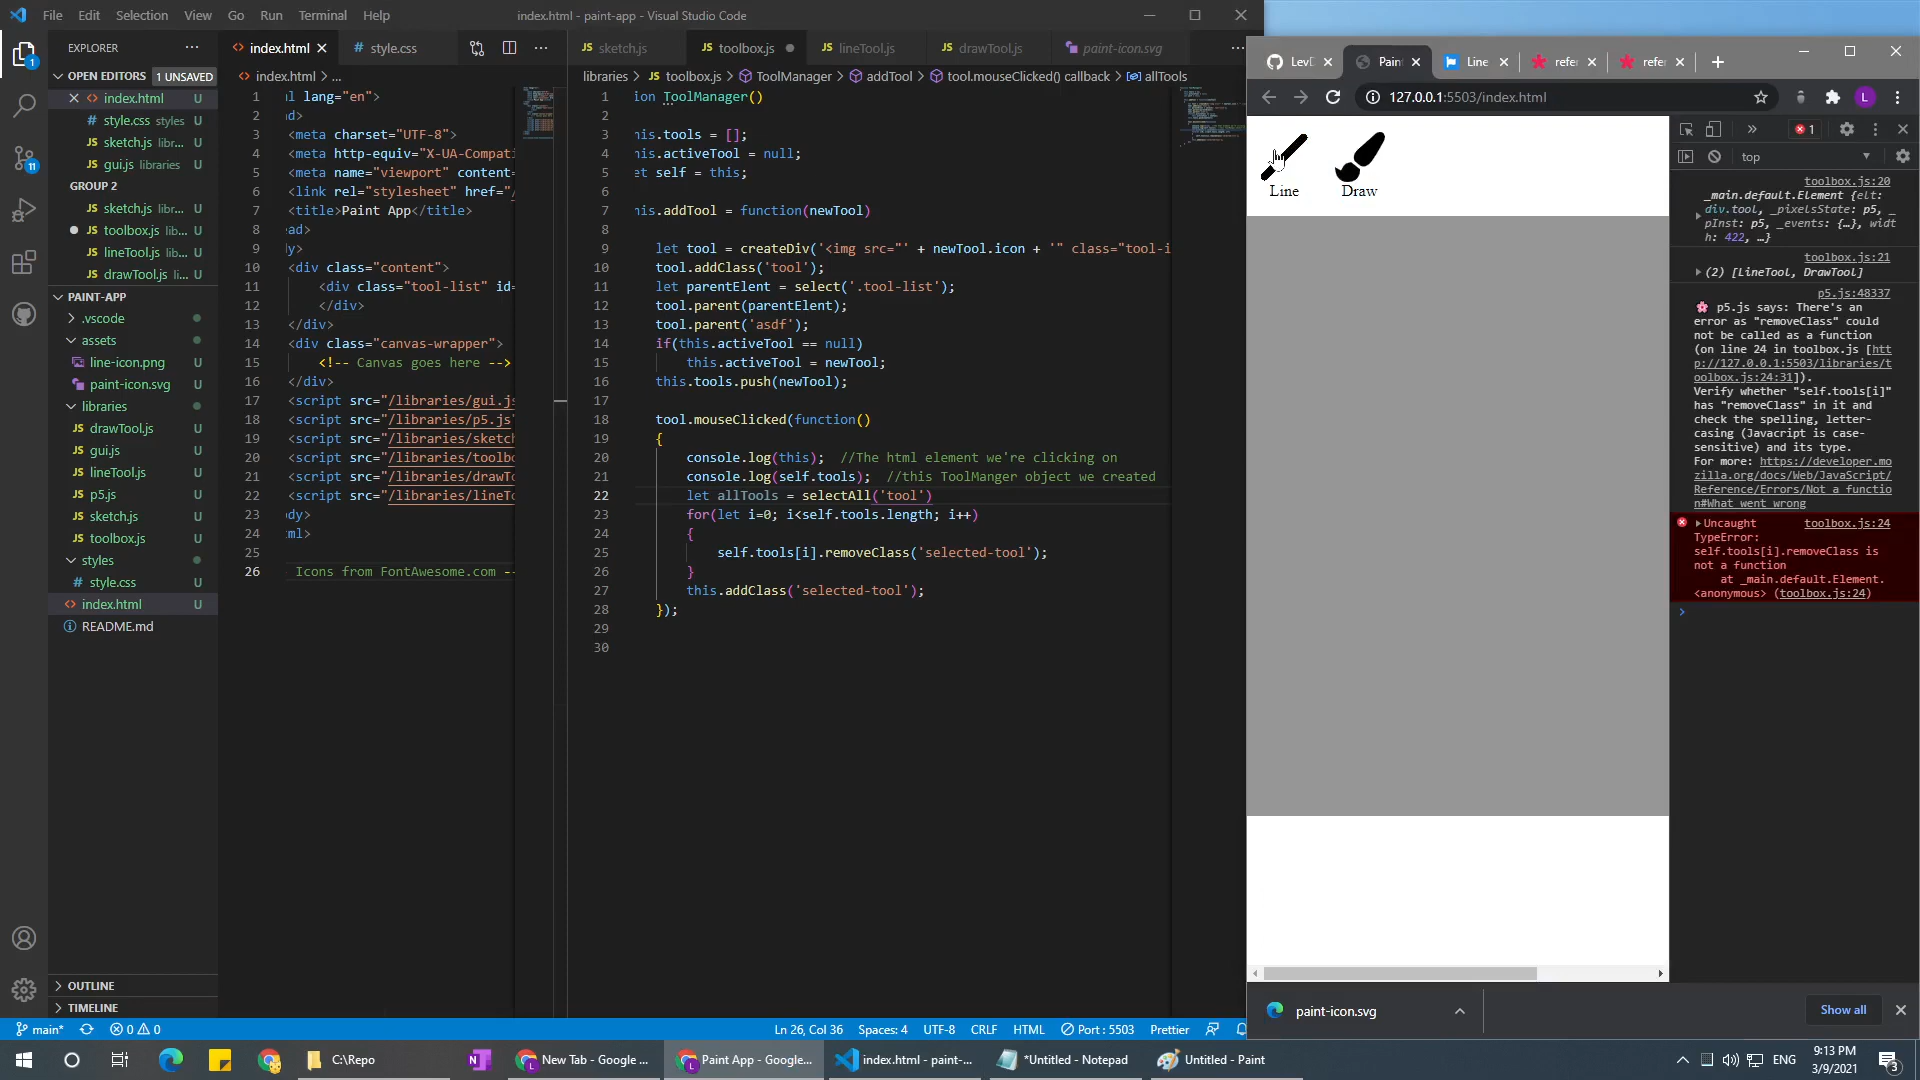 File Edit Selection View Go Run Terminal Help
index.html - paint-app - Visual Studio Code
EXPLORER
OPEN EDITORS 1 UNSAVED
index.html U
style.css styles U
sketch.js libr... U
gui.js libraries U
GROUP 2
sketch.js libr... U
toolbox.js lib... U
lineTool.js lib... U
drawTool.js li... U
PAINT-APP
.vscode
assets
line-icon.png U
paint-icon.svg U
libraries
drawTool.js U
gui.js U
lineTool.js U
p5.js U
sketch.js U
toolbox.js U
styles
style.css U
index.html U
README.md
OUTLINE
TIMELINE
1
11
index.html
style.css
index.html > ...
1 ıl lang="en">
2 ıd>
3 <meta charset="UTF-8">
4 <meta http-equiv="X-UA-Compati
5 <meta name="viewport" content=
6 <link rel="stylesheet" href="/
7 <title>Paint App</title>
8 ead>
9 dy>
10 <div class="content">
11 <div class="tool-list" id=
12 </div>
13 </div>
14 <div class="canvas-wrapper">
15 <!-- Canvas goes here -->
16 </div>
17 <script src="/libraries/gui.js
18 <script src="/libraries/p5.js"
19 <script src="/libraries/sketch
20 <script src="/libraries/toolbo
21 <script src="/libraries/drawTo
22 <script src="/libraries/lineTo
23 ody>
24 :ml>
25
26 Icons from FontAwesome.com --
sketch.js toolbox.js lineTool.js drawTool.js paint-icon.svg
libraries > toolbox.js > ToolManager > addTool > tool.mouseClicked() callback > allTools
1 ion ToolManager()
2
3 his.tools = [];
4 his.activeTool = null;
5 et self = this;
6
7 his.addTool = function(newTool)
8
9 let tool = createDiv('<img src="' + newTool.icon + '" class="tool-i
10 tool.addClass('tool');
11 let parentElent = select('.tool-list');
12 tool.parent(parentElent);
13 tool.parent('asdf');
14 if(this.activeTool == null)
15 this.activeTool = newTool;
16 this.tools.push(newTool);
17
18 tool.mouseClicked(function()
19 {
20 console.log(this); //The html element we're clicking on
21 console.log(self.tools); //this ToolManger object we created
22 let allTools = selectAll('tool')
23 for(let i=0; i<self.tools.length; i++)
24 {
25 self.tools[i].removeClass('selected-tool');
26 }
27 this.addClass('selected-tool');
28 });
29
30
main* 0 0
Ln 26, Col 36 Spaces: 4 UTF-8 CRLF HTML Port : 5503 Prettier
LevD Paint Line refer refer
127.0.0.1:5503/index.html
Line Draw
1
top
toolbox.js:20
_main.default.Element {elt:
div.tool, _pixelsState: p5, _
pInst: p5, _events: {…}, widt
h: 422, …}
toolbox.js:21
(2) [LineTool, DrawTool]
p5.js:48337
p5.js says: There's an
error as "removeClass" could
not be called as a function
(on line 24 in toolbox.js [htt
p://127.0.0.1:5503/libraries/t
oolbox.js:24:31]).
Verify whether "self.tools[i]"
has "removeClass" in it and
check the spelling, letter-
casing (Javacript is case-
sensitive) and its type.
For more: https://developer.mo
zilla.org/docs/Web/JavaScript/
Reference/Errors/Not a functio
n#What went wrong
Uncaught toolbox.js:24
TypeError:
self.tools[i].removeClass is
not a function
at _main.default.Element.
<anonymous> (toolbox.js:24)
paint-icon.svg
Show all
C:\Repo
New Tab - Google ...
Paint App - Google...
index.html - paint-...
*Untitled - Notepad
Untitled - Paint
ENG
9:13 PM
3/9/2021
3